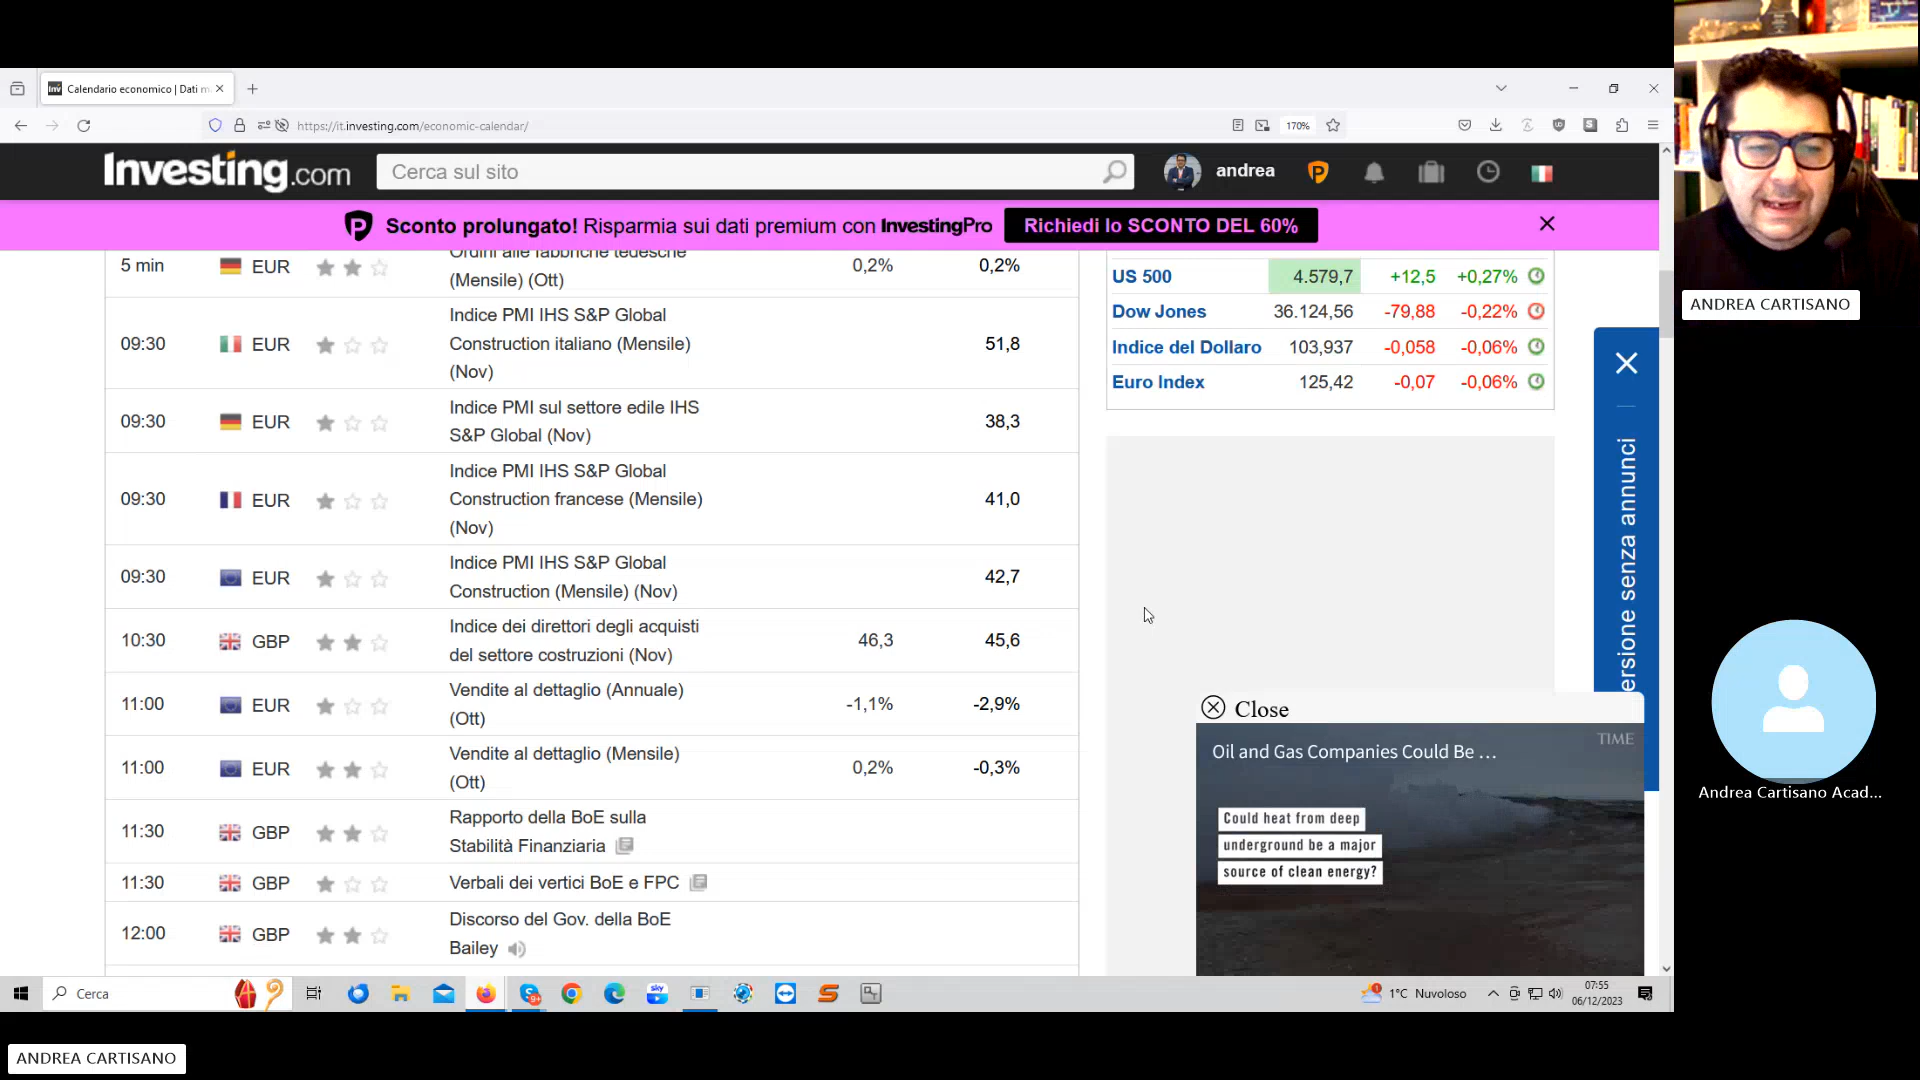 Calendario economico | Dati m
https://it.investing.com/economic-calendar/
170%
Investing.com
Cerca sul sito
andrea
Sconto prolungato! Risparmia sui dati premium con InvestingPro
Richiedi lo SCONTO DEL 60%
5 min EUR Ordini alle fabbriche tedesche 0,2% 0,2%
(Mensile) (Ott)
09:30 EUR Indice PMI IHS S&P Global
Construction italiano (Mensile) 51,8
(Nov)
09:30 EUR Indice PMI sul settore edile IHS 38,3
S&P Global (Nov)
09:30 EUR Indice PMI IHS S&P Global
Construction francese (Mensile) 41,0
(Nov)
09:30 EUR Indice PMI IHS S&P Global 42,7
Construction (Mensile) (Nov)
10:30 GBP Indice dei direttori degli acquisti 46,3 45,6
del settore costruzioni (Nov)
11:00 EUR Vendite al dettaglio (Annuale) -1,1% -2,9%
(Ott)
11:00 EUR Vendite al dettaglio (Mensile) 0,2% -0,3%
(Ott)
11:30 GBP Rapporto della BoE sulla
Stabilità Finanziaria
11:30 GBP Verbali dei vertici BoE e FPC
12:00 GBP Discorso del Gov. della BoE
Bailey
US 500 4.579,7 +12,5 +0,27%
Dow Jones 36.124,56 -79,88 -0,22%
Indice del Dollaro 103,937 -0,058 -0,06%
Euro Index 125,42 -0,07 -0,06%
ersione senza annunci
Close
Oil and Gas Companies Could Be ...
TIME
Could heat from deep
underground be a major
source of clean energy?
Cerca
sky
9+
1
1°C Nuvoloso
07:55
06/12/2023
ANDREA CARTISANO
Andrea Cartisano Acad...
ANDREA CARTISANO